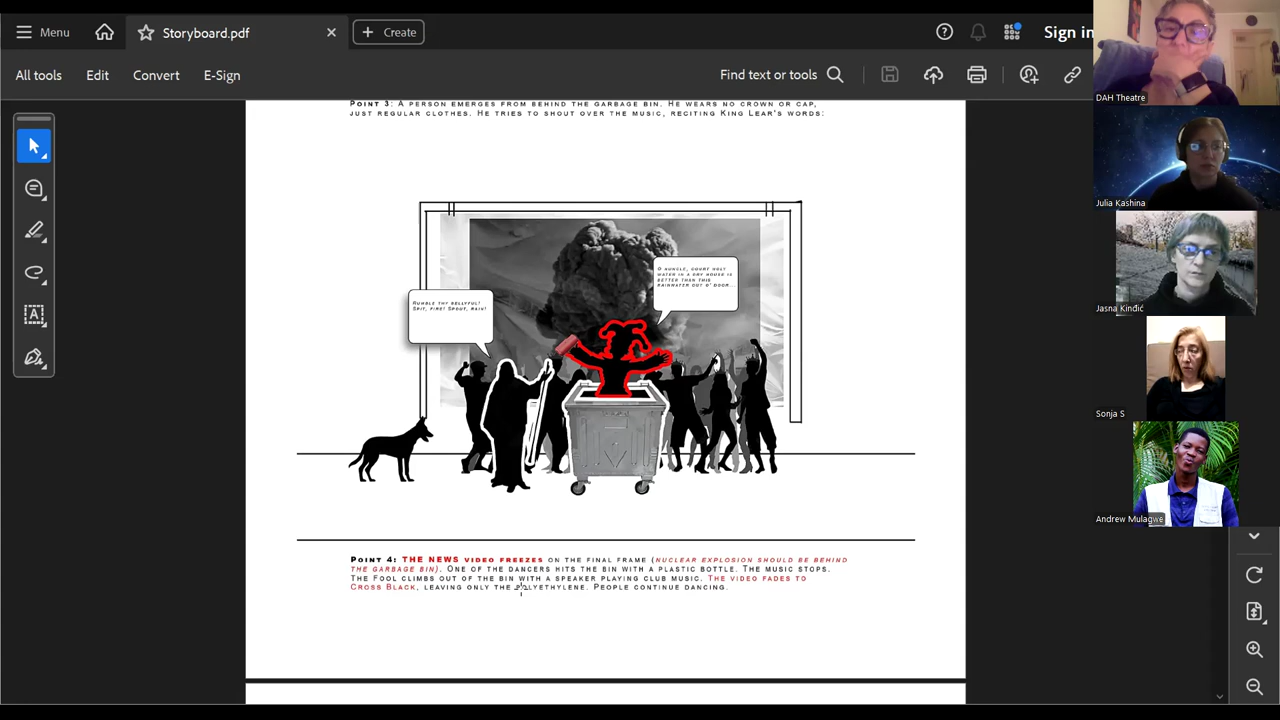 Menu
Storyboard.pdf
Create
Sign in
All tools
Edit
Convert
E-Sign
Find text or tools
DAH Theatre
Julia Kashina
Jasna Kinđić
Sonja S
Andrew Mulagwe
POINT 3: A PERSON EMERGES FROM BEHIND THE GARBAGE BIN. HE WEARS NO CROWN OR CAP,
JUST REGULAR CLOTHES. HE TRIES TO SHOUT OVER THE MUSIC, RECITING KING LEAR'S WORDS:
O NUNCLE, COURT HOLY
WATER IN A DRY HOUSE IS
BETTER THAN THIS
RAINWATER OUT O' DOOR...
RUMBLE THY BELLYFUL!
SPIT, FIRE! SPOUT, RAIN!
POINT 4: THE NEWS VIDEO FREEZES ON THE FINAL FRAME (NUCLEAR EXPLOSION SHOULD BE BEHIND
THE GARBAGE BIN). ONE OF THE DANCERS HITS THE BIN WITH A PLASTIC BOTTLE. THE MUSIC STOPS.
THE FOOL CLIMBS OUT OF THE BIN WITH A SPEAKER PLAYING CLUB MUSIC. THE VIDEO FADES TO
CROSS BLACK, LEAVING ONLY THE POLYETHYLENE. PEOPLE CONTINUE DANCING.